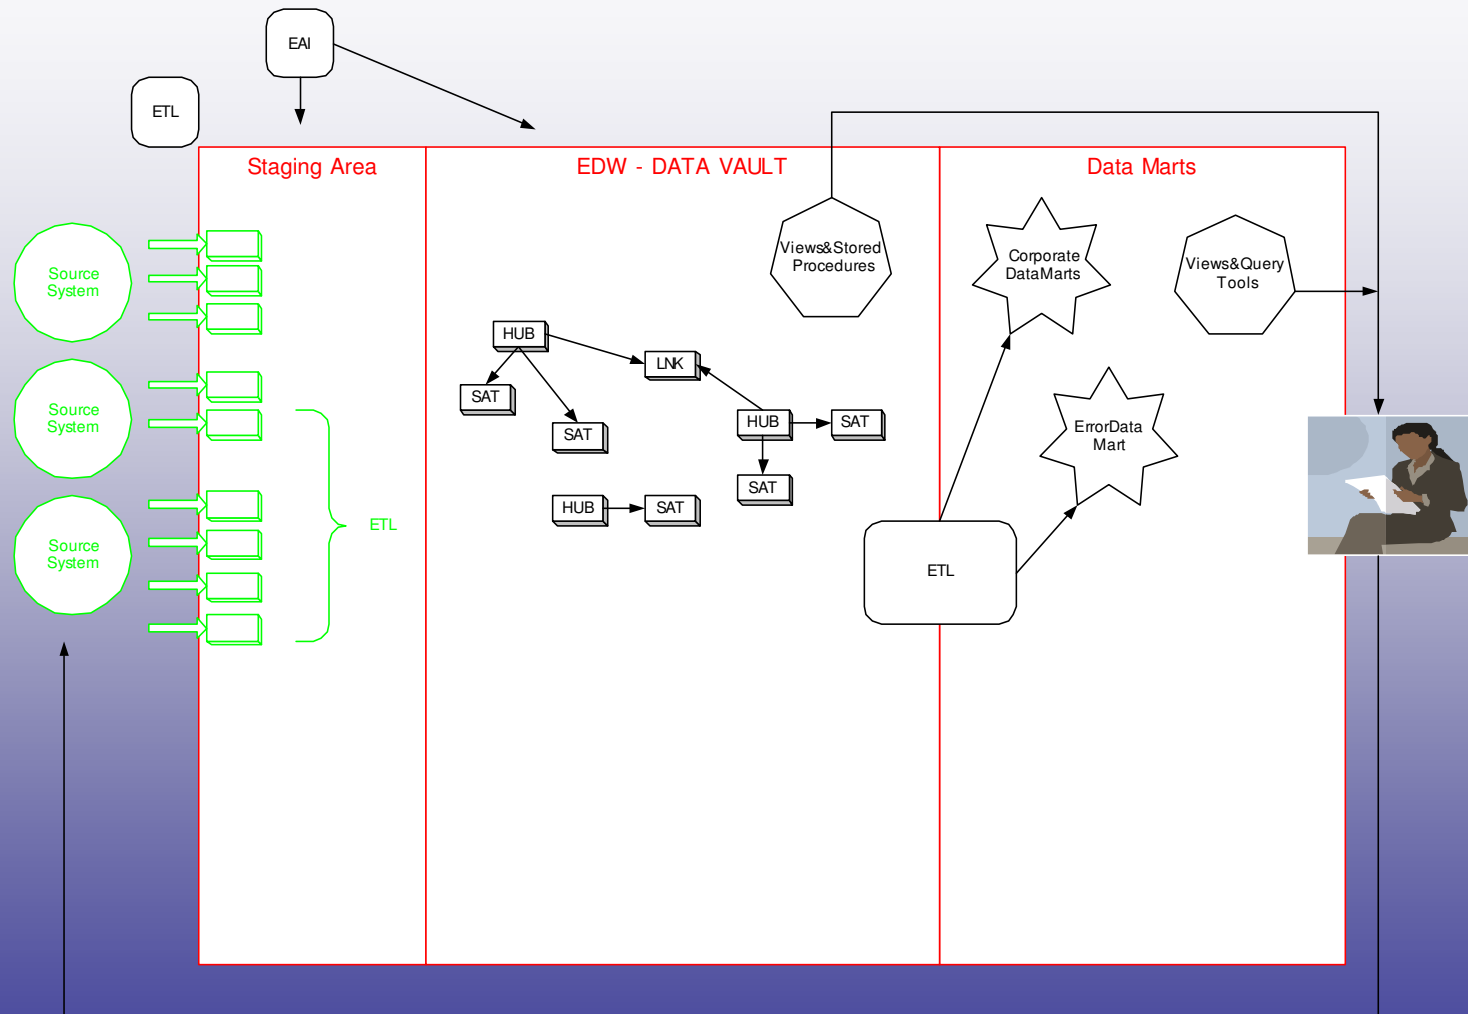 EAI
ETL
Staging Area
EDW - DATA VAULT
Data Marts
Source
System
Source
System
Source
System
ETL
Views&Stored
Procedures
HUB
LNK
SAT
SAT
HUB
SAT
SAT
HUB
SAT
Corporate
DataMarts
Views&Query
Tools
ErrorData
Mart
ETL